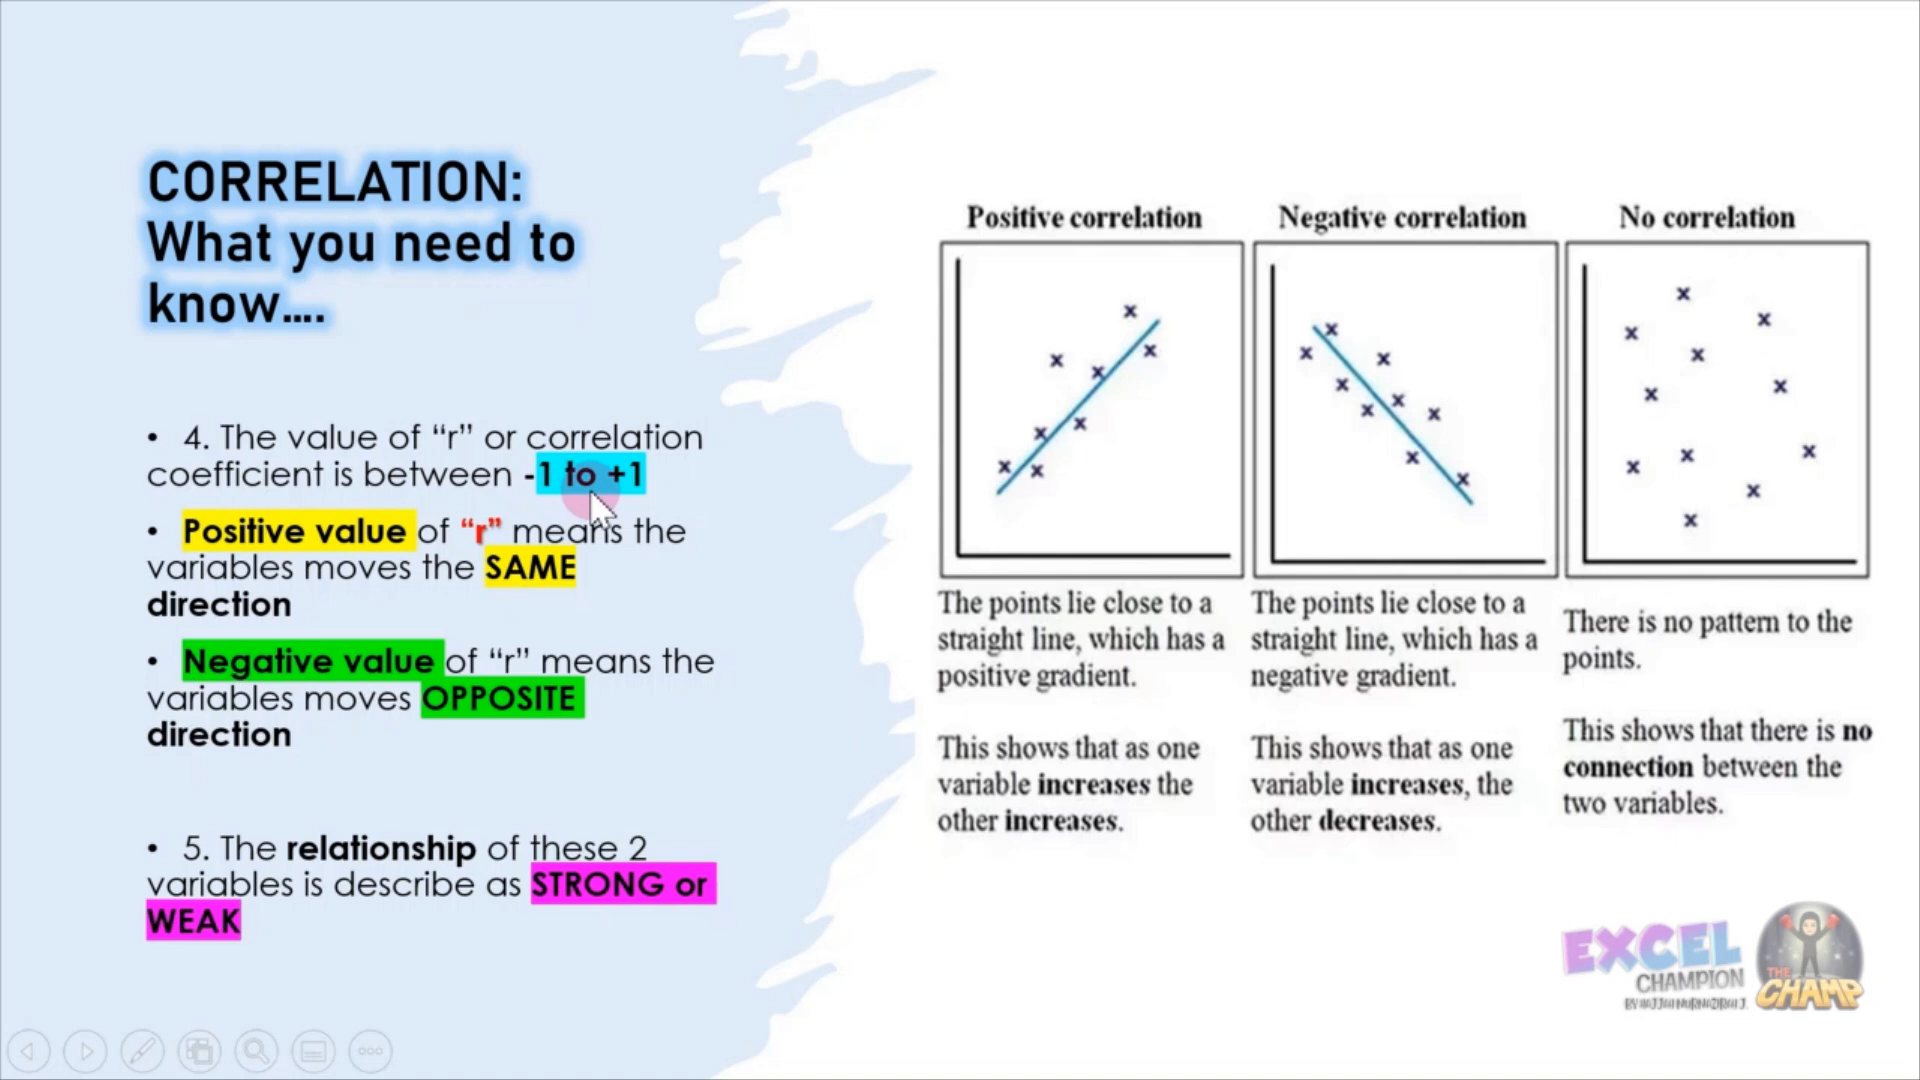 CORRELATION:
What you need to
know....
• 4. The value of “r” or correlation
coefficient is between -1 to +1
• Positive value of “r” means the
variables moves the SAME
direction
• Negative value of “r” means the
variables moves OPPOSITE
direction
• 5. The relationship of these 2
variables is describe as STRONG or
WEAK
Positive correlation
The points lie close to a
straight line, which has a
positive gradient.
This shows that as one
variable increases the
other increases.
Negative correlation
The points lie close to a
straight line, which has a
negative gradient.
This shows that as one
variable increases, the
other decreases.
No correlation
There is no pattern to the
points.
This shows that there is no
connection between the
two variables.
EXCEL
CHAMPION
BY
THE
CHAMP